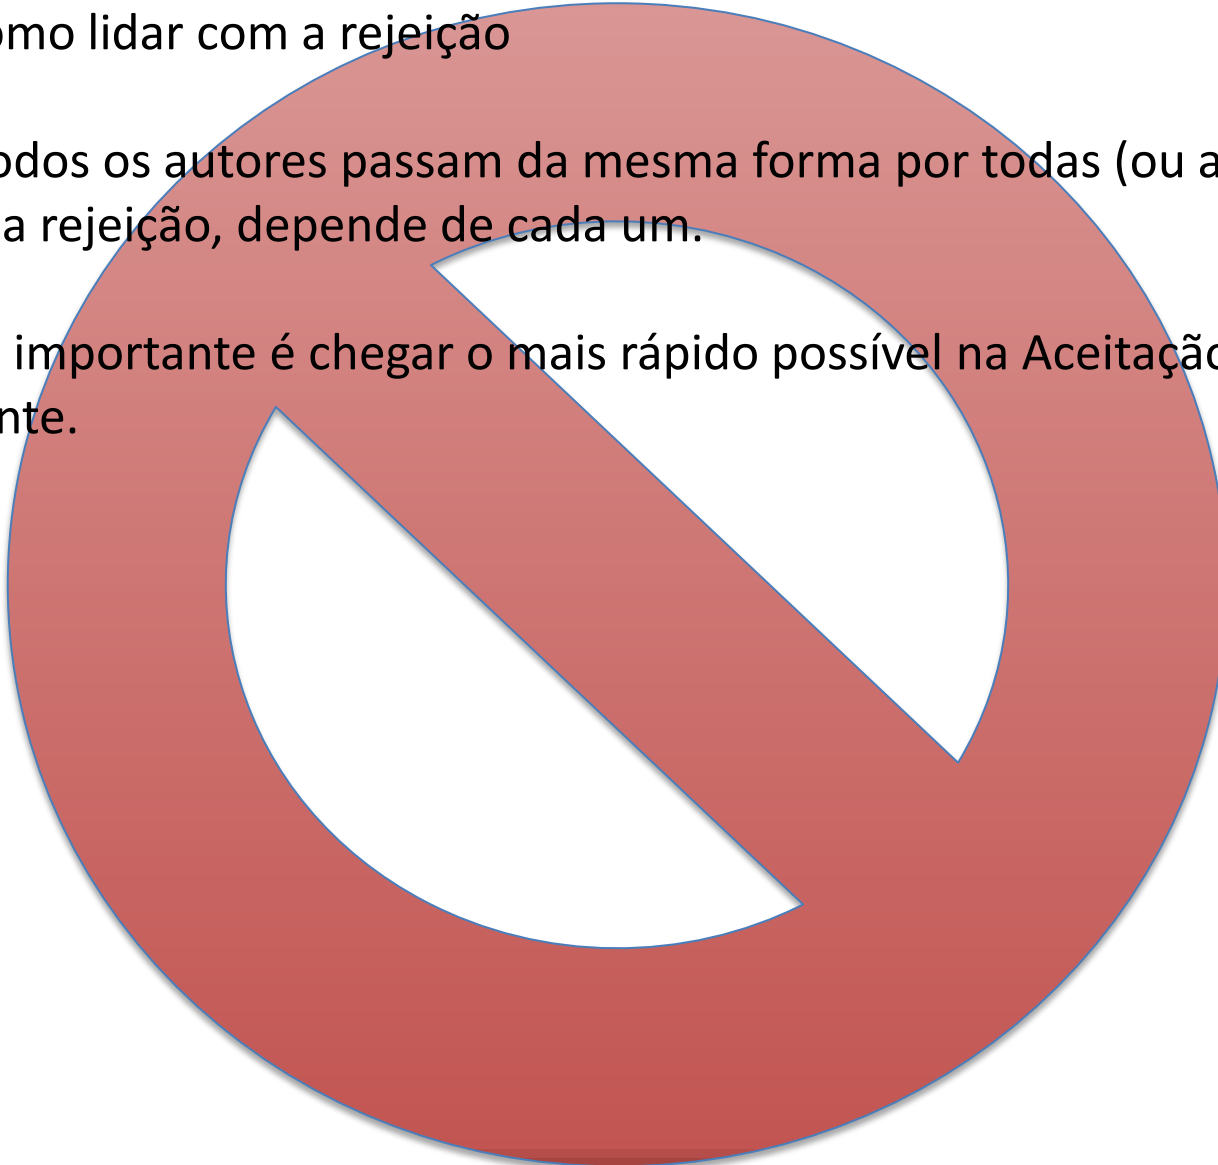 omo lidar com a rejeição
odos os autores passam da mesma forma por todas (ou a
a rejeição, depende de cada um.
importante é chegar o mais rápido possível na Aceitação
nte.